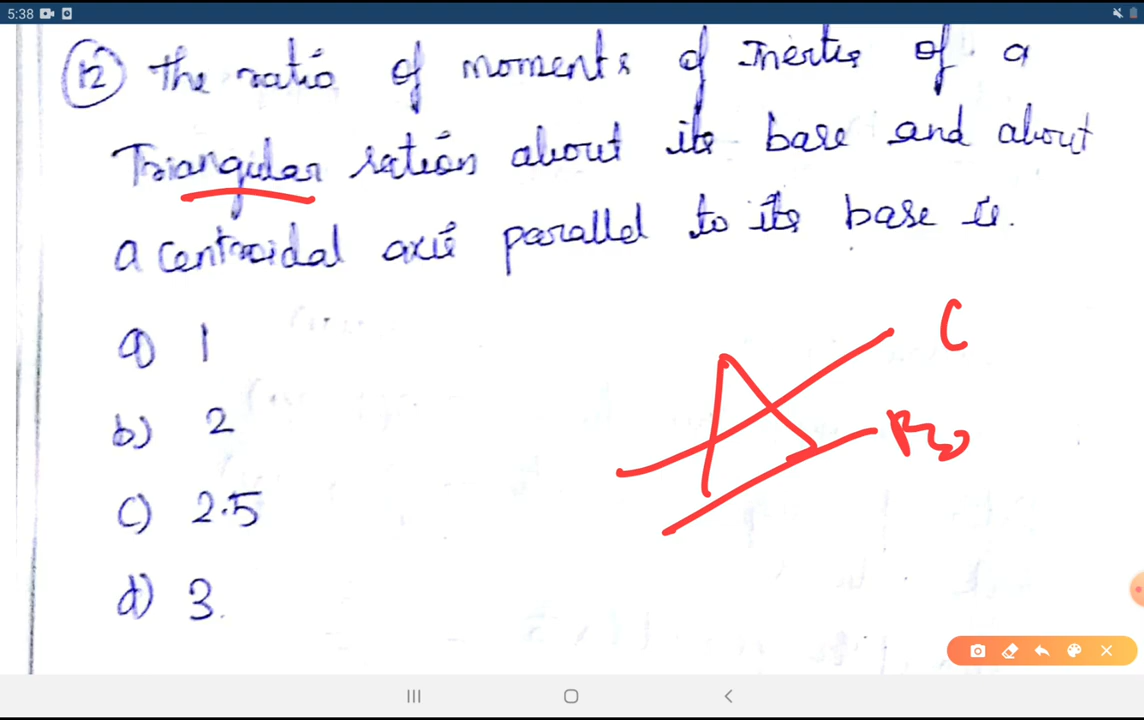 5:38
12 The ratio of moments of Inertia of a
Triangular section about its base and about
a centroidal axis parallel to its base is.
a) 1
b) 2
c) 2.5
d) 3.
C